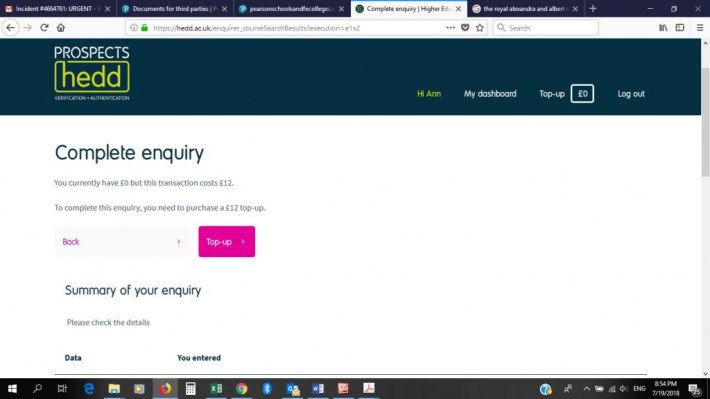 Incident #4664761: URGENT -
Documents for third parties | P
pearsonschoolsandfecolleges.c
Complete enquiry | Higher Edu
the royal alexandra and albert s
https://hedd.ac.uk/enquirer_courseSearchResults?execution=e1s2
Search
PROSPECTS
hedd
VERIFICATION + AUTHENTICATION
Hi Ann
My dashboard
Top-up £0
Log out
Complete enquiry
You currently have £0 but this transaction costs £12.
To complete this enquiry, you need to purchase a £12 top-up.
Back
Top-up
Summary of your enquiry
Please check the details
Data You entered
ENG
8:54 PM
7/19/2018